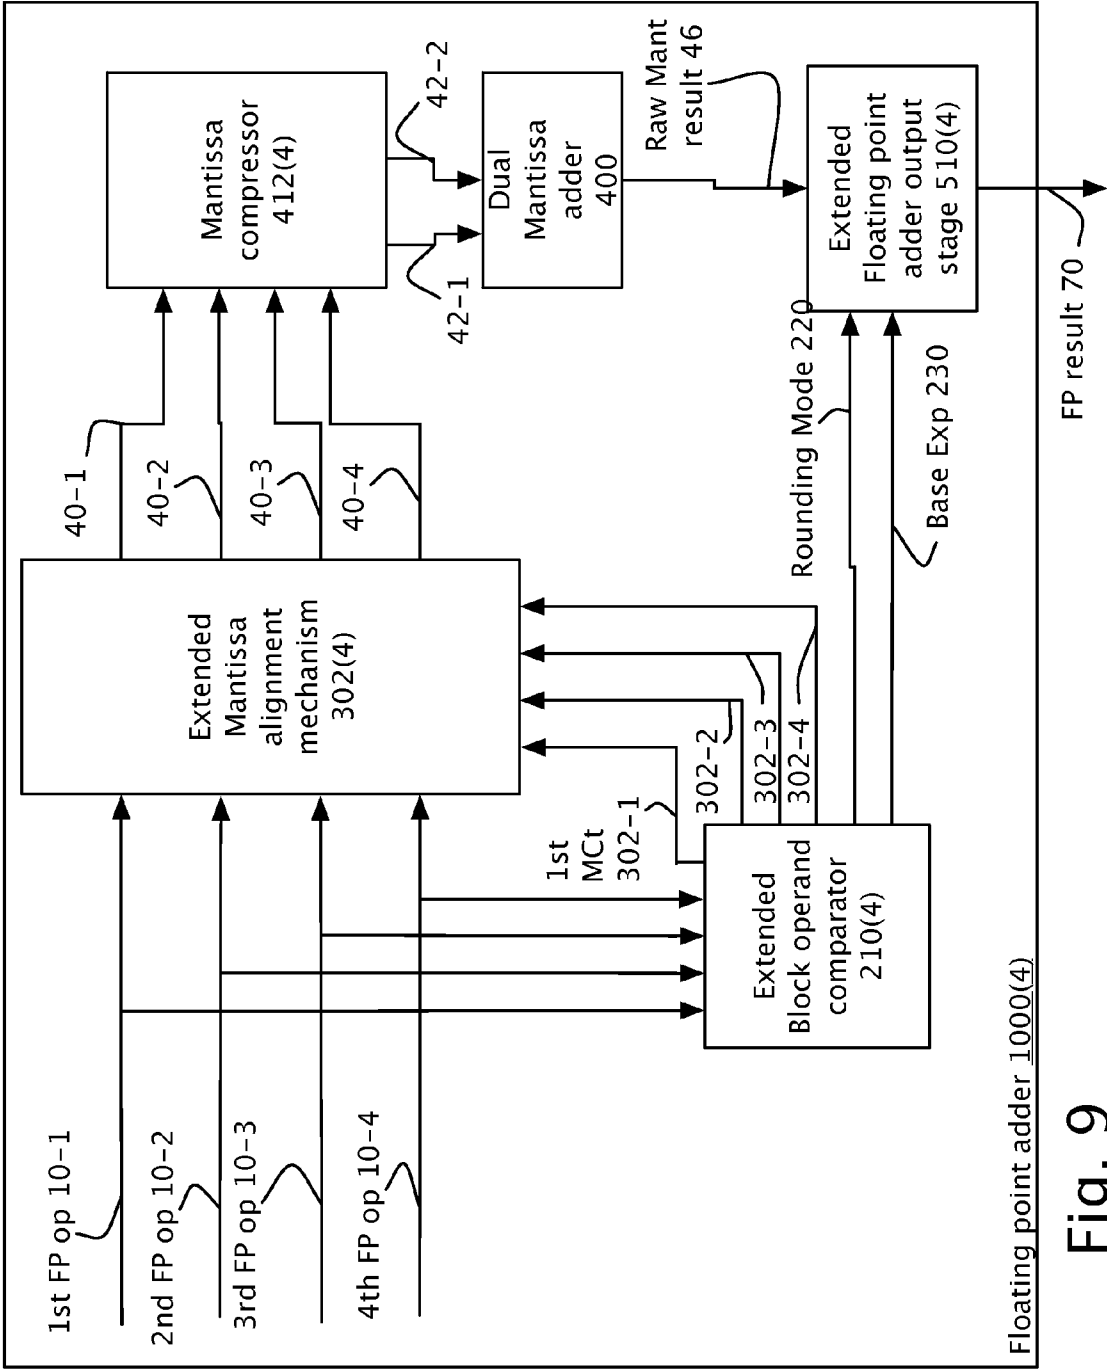 1st FP op 10-1
2nd FP op 10-2
3rd FP op 10-3
4th FP op 10-4
Extended
Mantissa
alignment
mechanism
302(4)
40-1
40-2
40-3
40-4
Mantissa
compressor
412(4)
42-1
42-2
Dual
Mantissa
adder
400
Raw Mant
result 46
Extended
Floating point
adder output
stage 510(4)
1st
MCt
302-1
302-2
302-3
302-4
Extended
Block operand
comparator
210(4)
Rounding Mode 220
Base Exp 230
FP result 70
Floating point adder 1000(4)
Fig. 9